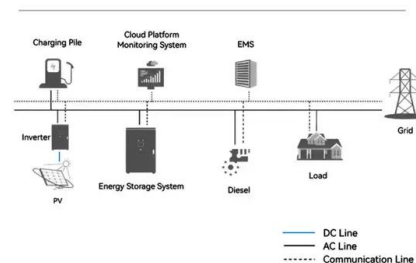 Charging Pile
Cloud Platform
Monitoring System
EMS
Grid
Inverter
PV
Energy Storage System
Diesel
Load
DC Line
AC Line
Communication Line